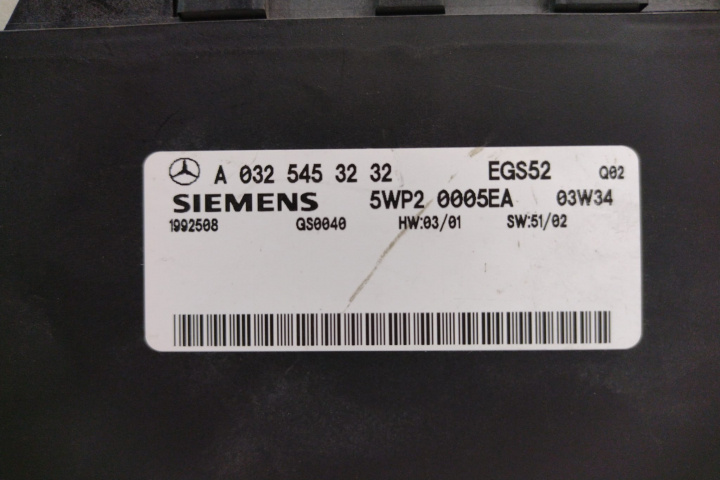 A 032 545 32 32 EGS52 Q02
SIEMENS 5WP2 0005EA 03W34
1992508 GS0040 HW:03/01 SW:51/02